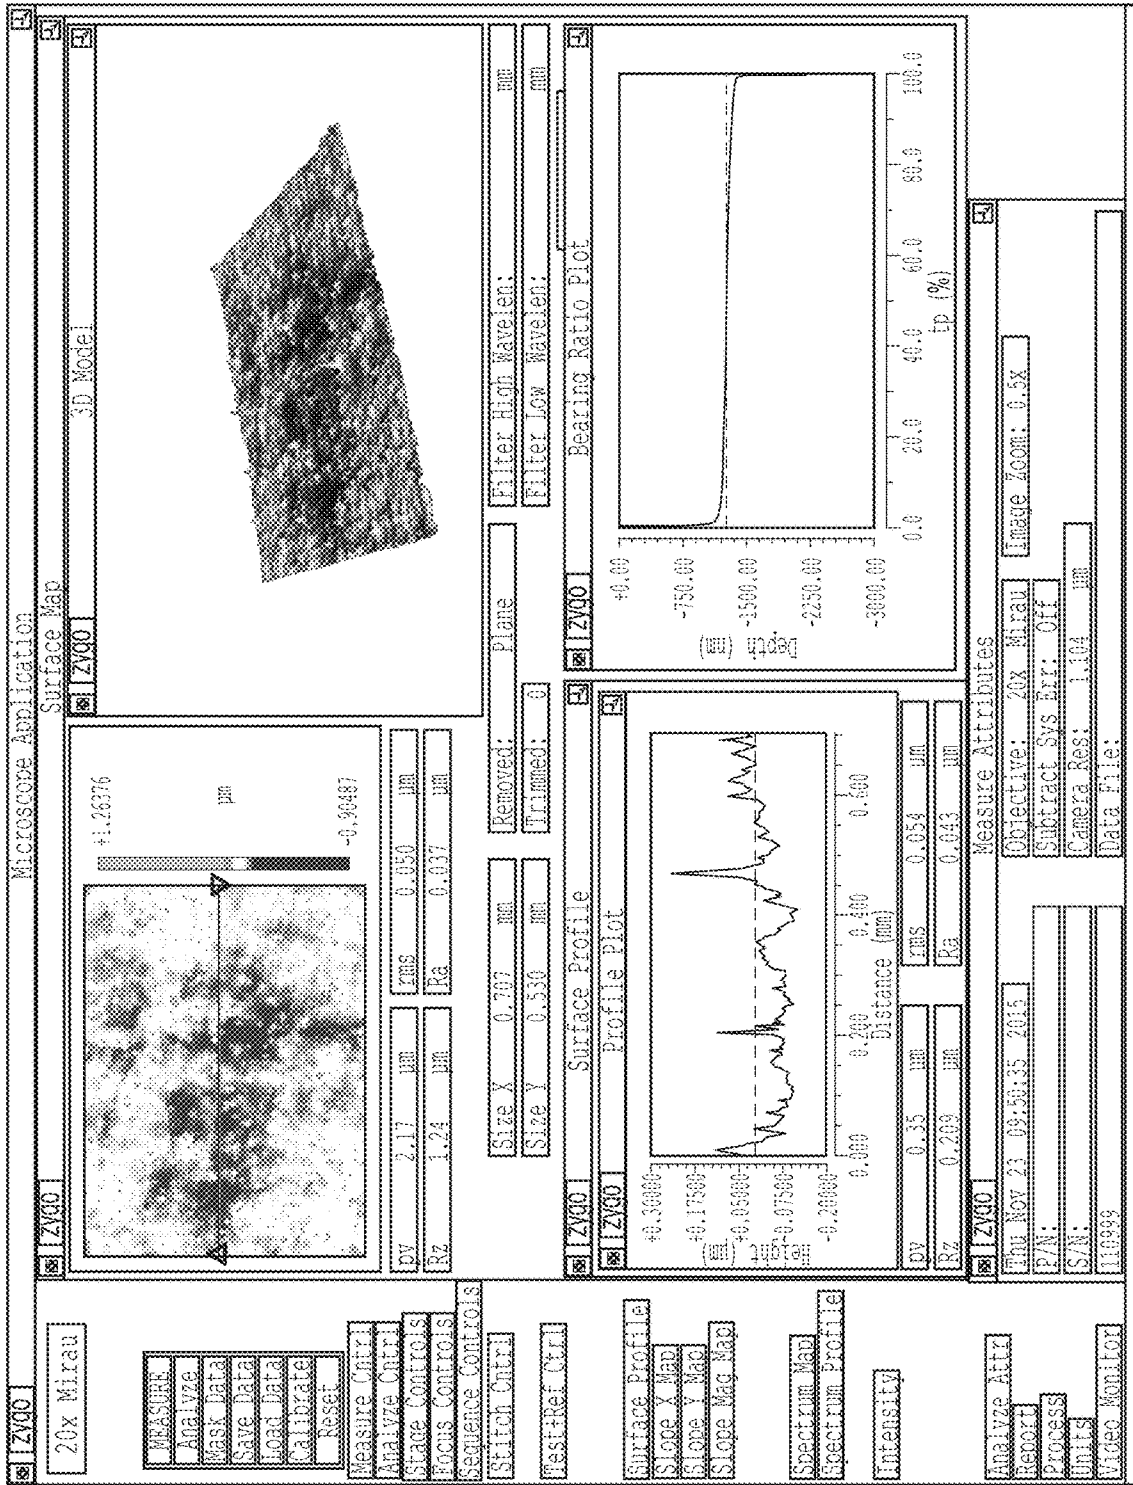 zygo Microscope Application
20x Mirau
MEASURE
Analyze
Mask Data
Save Data
Load Data
Calibrate
Reset
Measure Cntrl
Analyze Cntrl
Stage Controls
Focus Controls
Sequence Controls
Stitch Cntrl
TestRef Ctrl
Surface Profile
Slope X Map
Slope Y Map
Slope Mag Map
Spectrum Map
Spectrum Profile
Intensity
Analyze Attr
Report
Process
Units
Video Monitor
zygo Surface Map
+1.26376
µm
-0.90487
pv 2.17 µm
rms 0.050 µm
Rz 1.24 µm
Ra 0.037 µm
Size X 0.707 mm
Size Y 0.530 mm
zygo 3D Model
Removed: Plane
Trimmed: 0
Filter High Wavelen: mm
Filter Low Wavelen: mm
zygo Surface Profile
zygo Profile Plot
+0.30000
+0.17500
+0.05000
-0.07500
-0.20000
Height (µm)
0.000 0.200 0.400 0.600
Distance (mm)
pv 0.35 µm
rms 0.054 µm
Rz 0.209 µm
Ra 0.043 µm
zygo Bearing Ratio Plot
+0.00
-750.00
-1500.00
-2250.00
-3000.00
Depth (nm)
0.0 20.0 40.0 60.0 80.0 100.0
tp (%)
zygo Measure Attributes
Thu Nov 23 09:50:35 2015
P/N:
S/N:
118999
Objective: 20x Mirau
Image Zoom: 0.5X
Subtract Sys Err: Off
Camera Res: 1.104 µm
Data File: